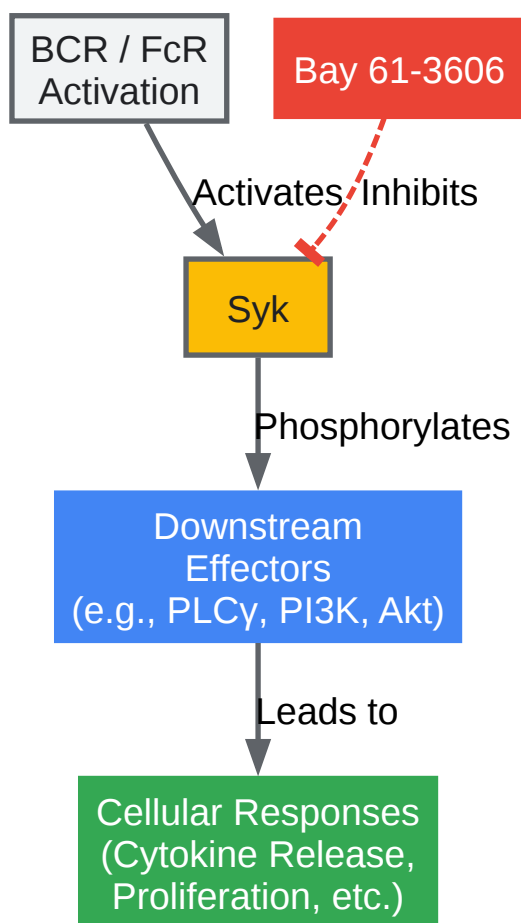 BCR / FcR
Activation
Bay 61-3606
Activates
Inhibits
Syk
Phosphorylates
Downstream
Effectors
(e.g., PLCγ, PI3K, Akt)
Leads to
Cellular Responses
(Cytokine Release,
Proliferation, etc.)